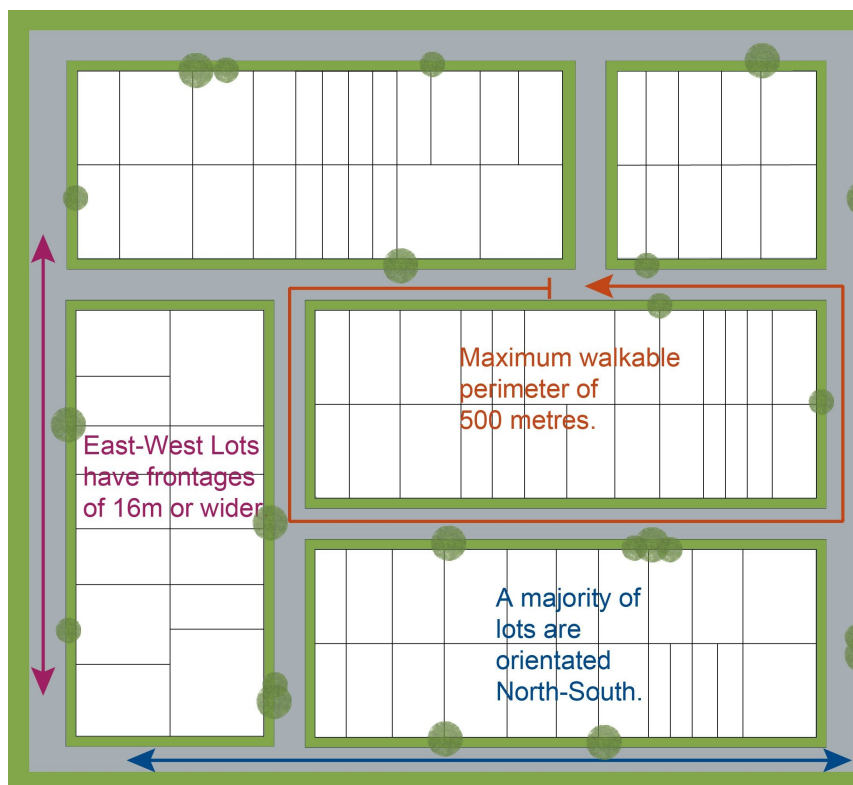 Maximum walkable
perimeter of
500 metres.
East-West Lots
have frontages
of 16m or wider
A majority of
lots are
orientated
North-South.